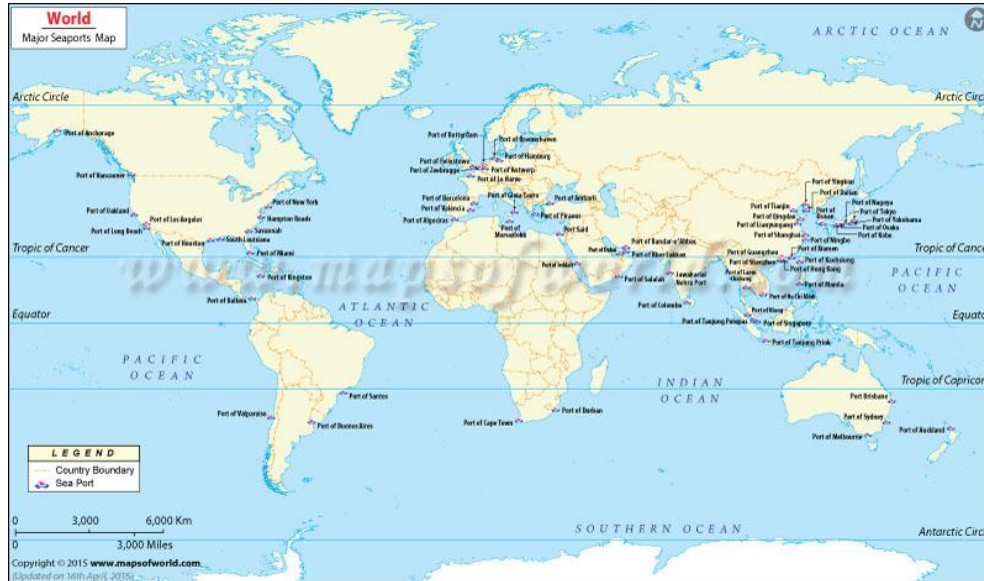 World
Major Seaports Map
N
ARCTIC OCEAN
Arctic Circle
Arctic Circ
Port of Anchorage
Port of Vancouver
Port of Oakland
Port of Los Angeles
Port of Long Beach
Port of Houston
South Louisiana
Port of New York
Hampton Roads
Savannah
Port of Miami
Port of Kingston
Port of Balboa
Port of Rotterdam
Port of Bremerhaven
Port of Hamburg
Port of Felixstowe
Port of Zeebrugge
Port of Antwerp
Port of Le Havre
Port of Gioia Tauro
Port of Barcelona
Port of Valencia
Port of Algeciras
Port of Ambarli
Port of Piraeus
Port of
Marsaxlokk
Port Said
Port of Dubai
Port of Bandar-e 'Abbas
Port of Khor Fakkan
Port of Salalah
Jawaharlal
Nehru Port
Port of Colombo
Port of Yingkou
Port of Dalian
Port of Tianjin
Port of Qingdao
Port of Lianyungang
Port of Shanghai
Port of
Busan
Port of Nagoya
Port of Tokyo
Port of Yokohama
Port of Osaka
Port of Kobe
Port of Ningbo
Port of Xiamen
Port of Guangzhou
Port of Shenzhen
Port of Kaohsiung
Port of Hong Kong
Port of Laem
Chabang
Port of Manila
Port of Ho Chi Minh
Port of Klang
Port of Tanjung Pelepas
Port of Singapore
Port of Tanjung Priok
Tropic of Cancer
Tropic of Cance
www.mapsofworld.com
PACIFIC
OCEAN
ATLANTIC
OCEAN
Equator
Equato
PACIFIC
OCEAN
INDIAN
OCEAN
Tropic of Capricor
Port of Santos
Port of Valparaiso
Port of Buenos Aires
Port of Cape Town
Port of Durban
Port Brisbane
Port of Sydney
Port of Melbourne
Port of Auckland
LEGEND
Country Boundary
Sea Port
0 3,000 6,000 Km
0 3,000 Miles
SOUTHERN OCEAN
Antarctic Circ
Copyright © 2015 www.mapsofworld.com
(Updated on 16th April, 2015)